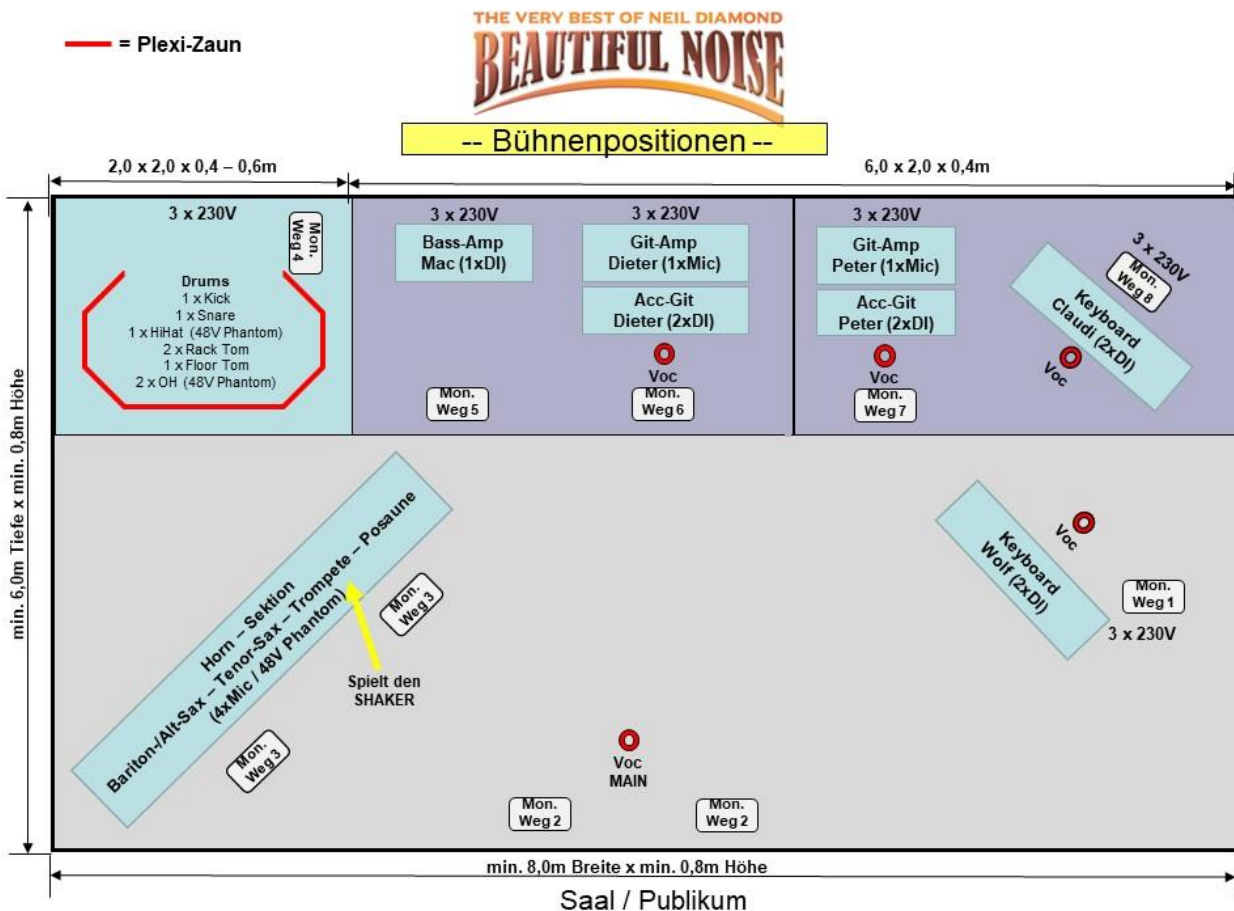 THE VERY BEST OF NEIL DIAMOND
BEAUTIFUL NOISE
= Plexi-Zaun
-- Bühnenpositionen --
2,0 x 2,0 x 0,4 – 0,6m
6,0 x 2,0 x 0,4m
min. 6,0m Tiefe x min. 0,8m Höhe
3 x 230V
Mon.
Weg 4
Drums
1 x Kick
1 x Snare
1 x HiHat (48V Phantom)
2 x Rack Tom
1 x Floor Tom
2 x OH (48V Phantom)
3 x 230V
Bass-Amp
Mac (1xDI)
Mon.
Weg 5
3 x 230V
Git-Amp
Dieter (1xMic)
Acc-Git
Dieter (2xDI)
Voc
Mon.
Weg 6
3 x 230V
Git-Amp
Peter (1xMic)
Acc-Git
Peter (2xDI)
Voc
Mon.
Weg 7
3 x 230V
Mon.
Weg 8
Keyboard
Claudi (2xDI)
Voc
Horn – Sektion
Bariton-/Alt-Sax – Tenor-Sax – Trompete – Posaune
(4xMic / 48V Phantom)
Mon.
Weg 3
Spielt den
SHAKER
Mon.
Weg 3
Voc
Keyboard
Wolf (2xDI)
Mon.
Weg 1
3 x 230V
Voc
MAIN
Mon.
Weg 2
Mon.
Weg 2
min. 8,0m Breite x min. 0,8m Höhe
Saal / Publikum